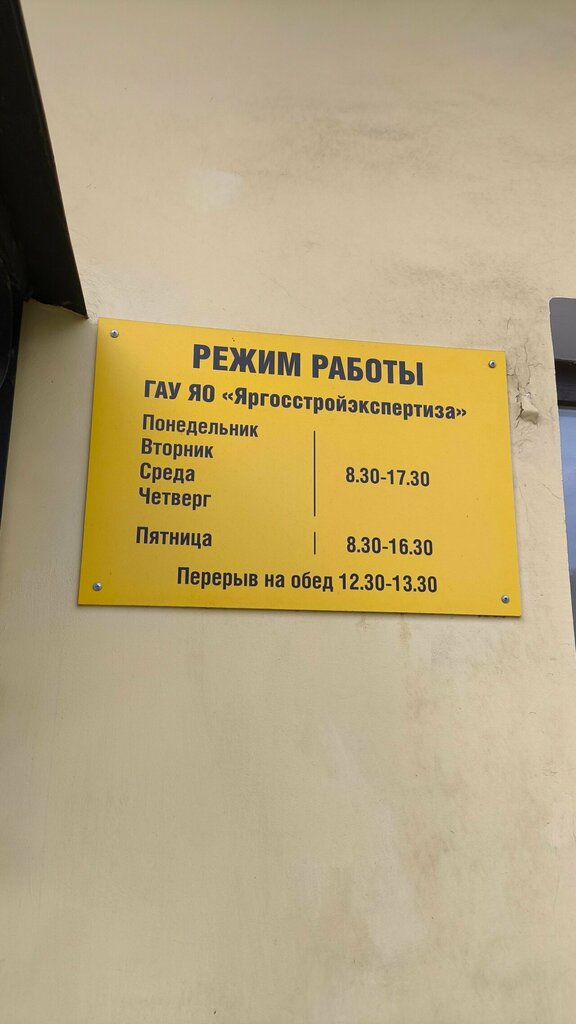 РЕЖИМ РАБОТЫ
ГАУ ЯО «Яргосстройэкспертиза»
Понедельник
Вторник
Среда
Четверг
8.30-17.30
Пятница
8.30-16.30
Перерыв на обед 12.30-13.30